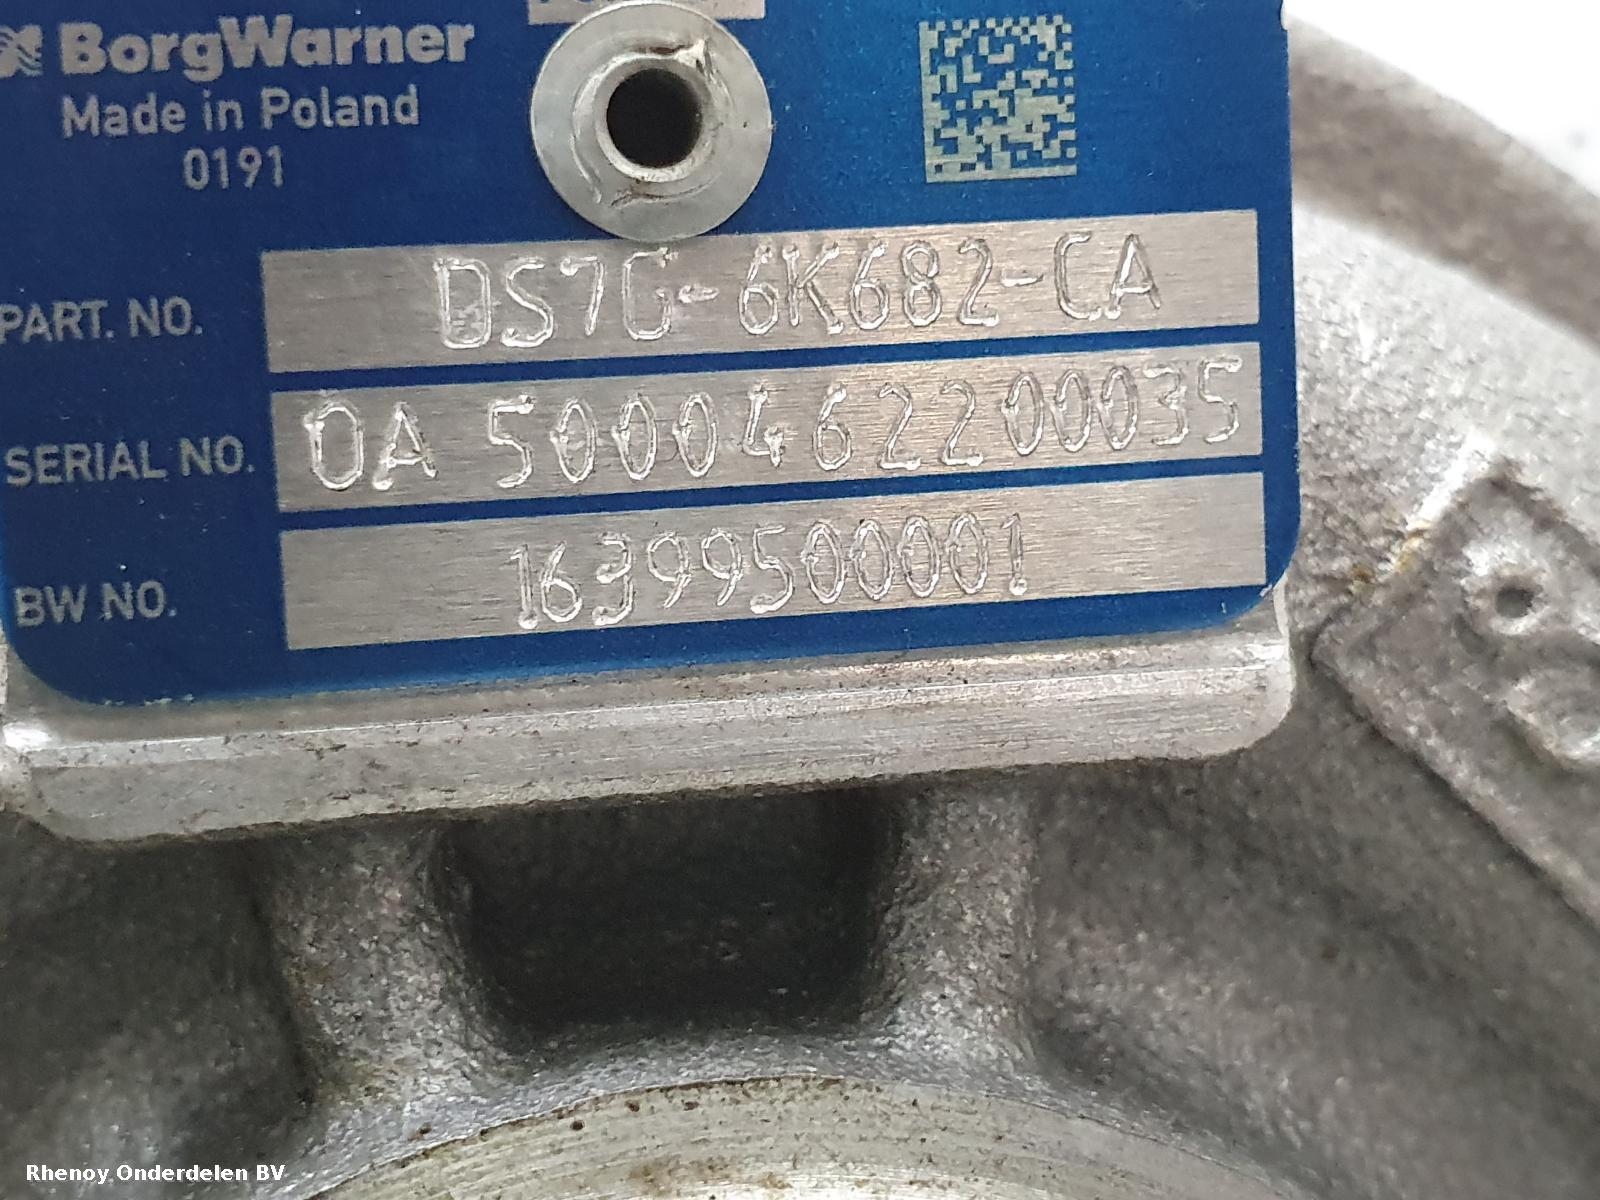 BorgWarner
Made in Poland
0191
PART. NO. DS7G-6K682-CA
SERIAL NO. 0A 5000462200035
BW NO. 16399500001
Rhenoy Onderdelen BV